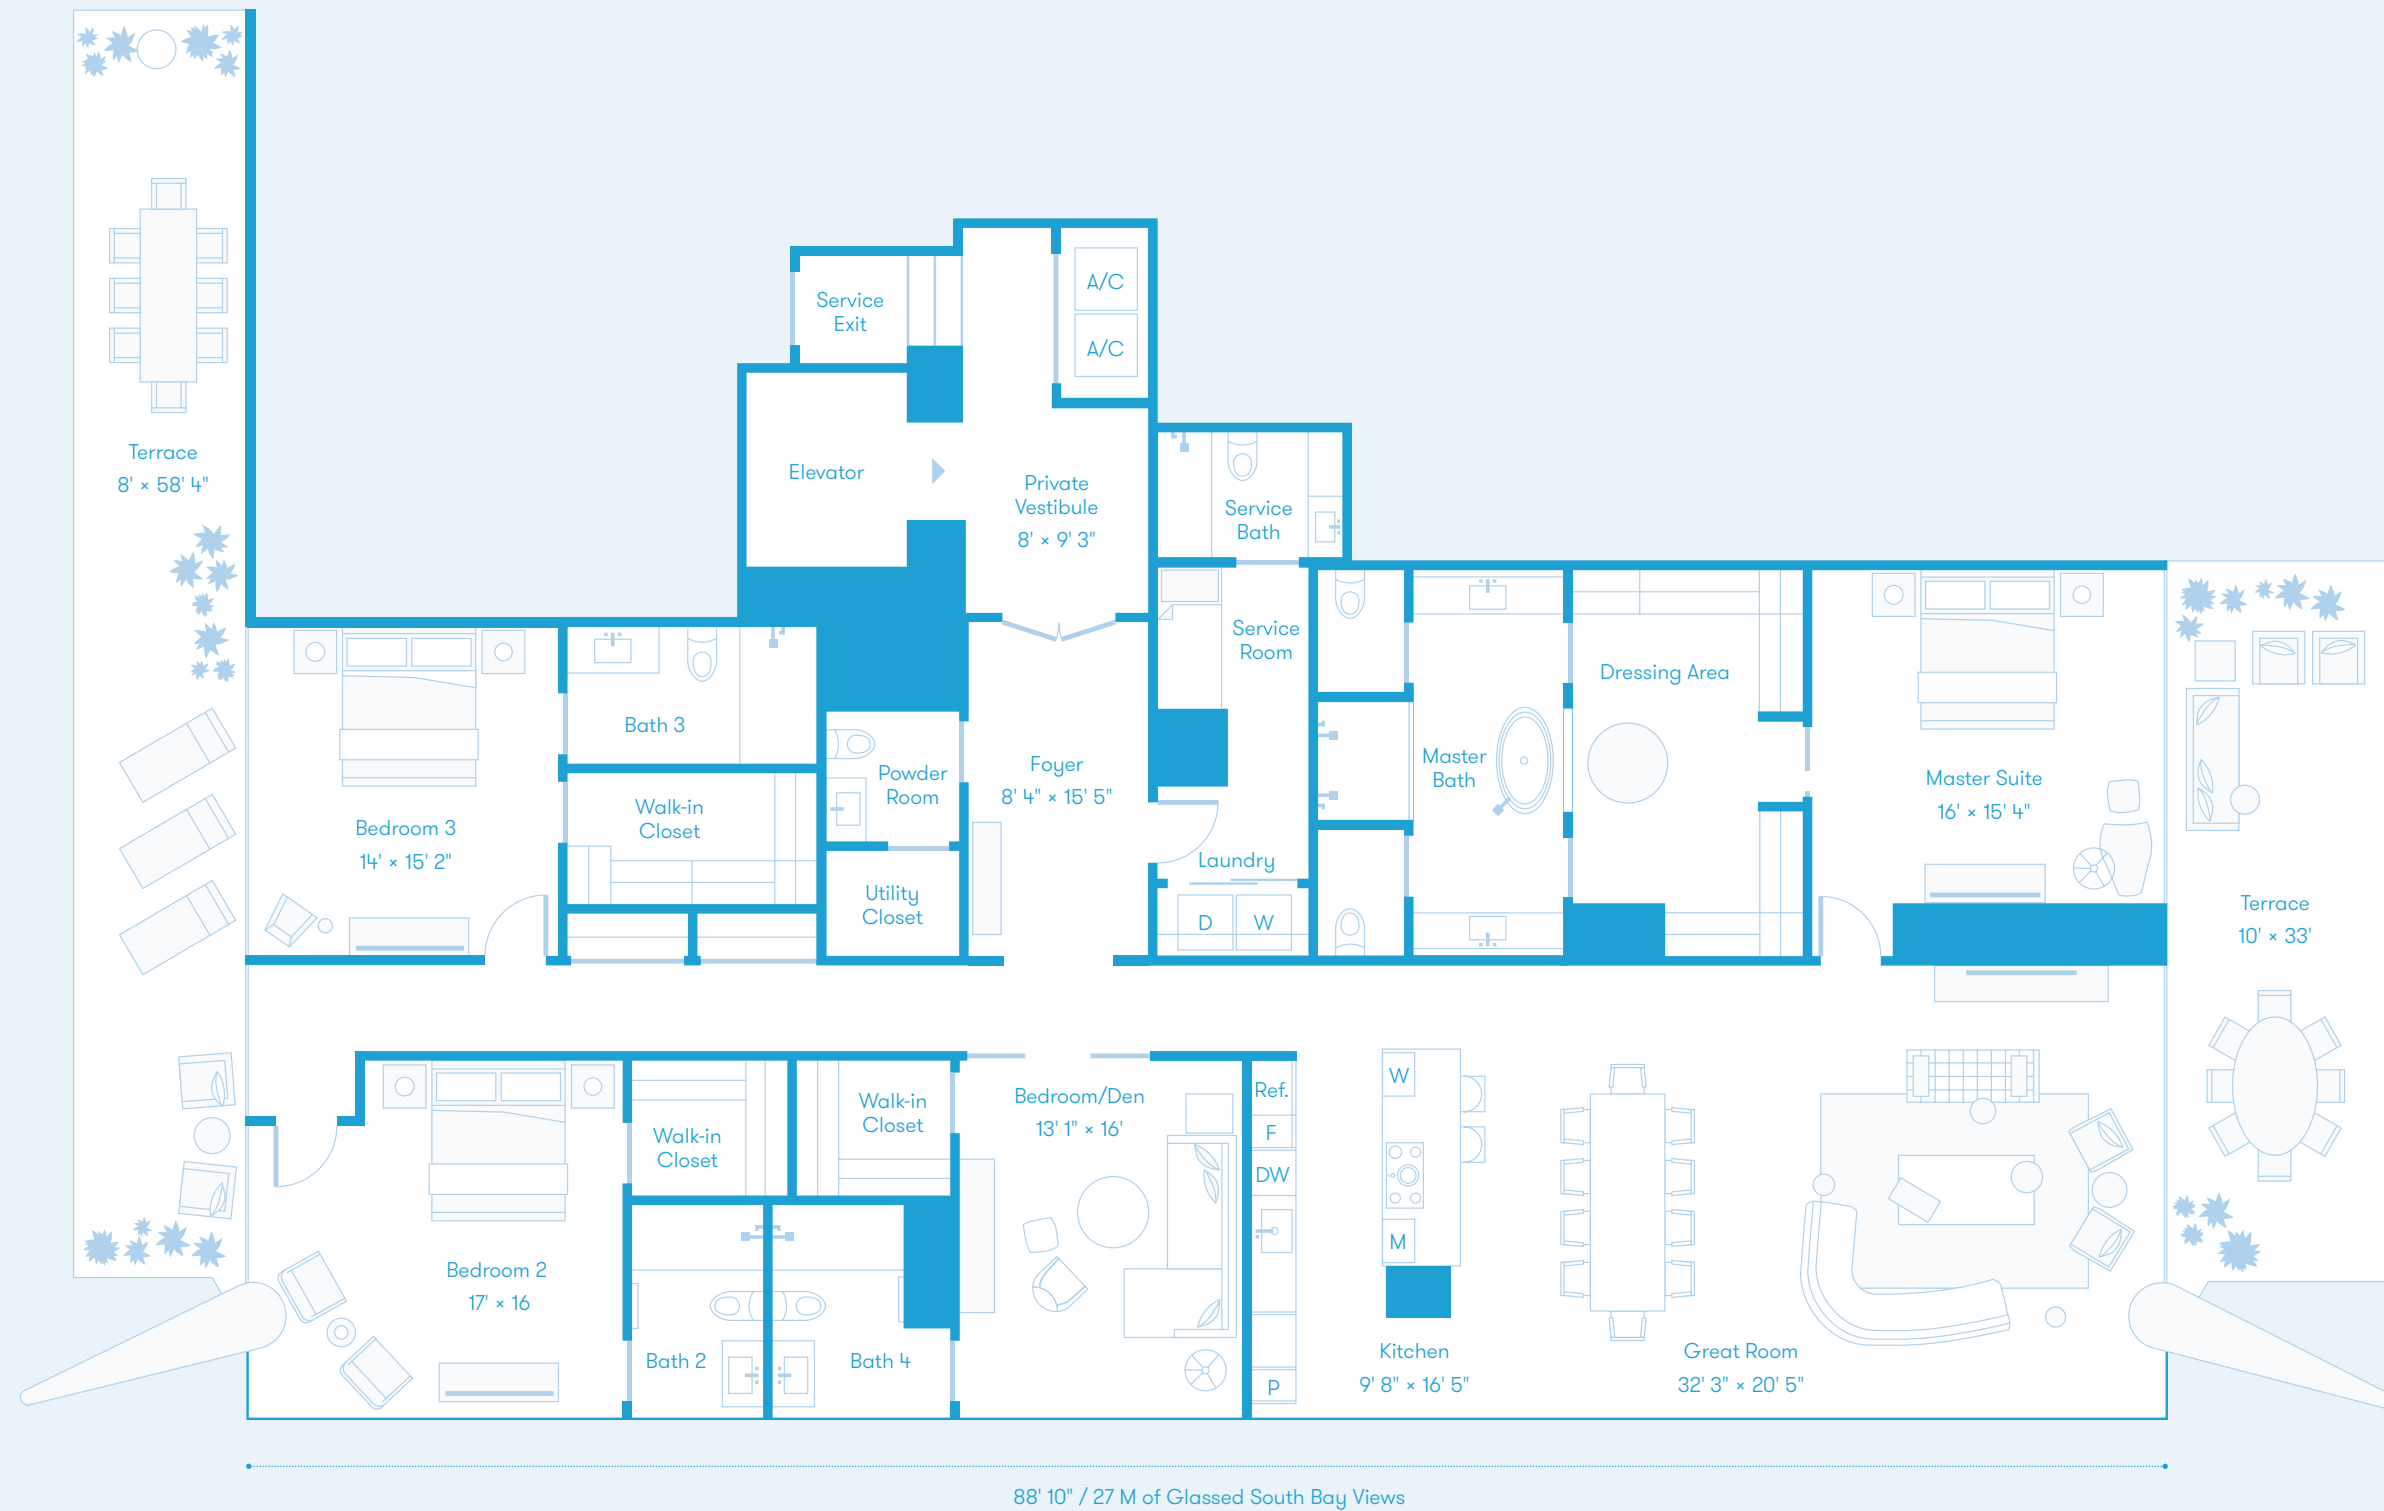 A/C
Service
Exit
A/C
Terrace
8' × 58' 4"
Elevator
Private
Vestibule
8' × 9' 3"
Service
Bath
Service
Room
Dressing Area
Bath 3
Master
Bath
Powder
Room
Foyer
8' 4" × 15' 5"
Master Suite
16' × 15' 4"
Walk-in
Closet
Bedroom 3
14' × 15' 2"
Laundry
Utility
Closet
D
W
Terrace
10' × 33'
Walk-in
Closet
Walk-in
Closet
Bedroom/Den
13' 1" × 16'
Ref.
F
DW
W
M
P
Bedroom 2
17' × 16
Bath 2
Bath 4
Kitchen
9' 8" × 16' 5"
Great Room
32' 3" × 20' 5"
88' 10" / 27 M of Glassed South Bay Views